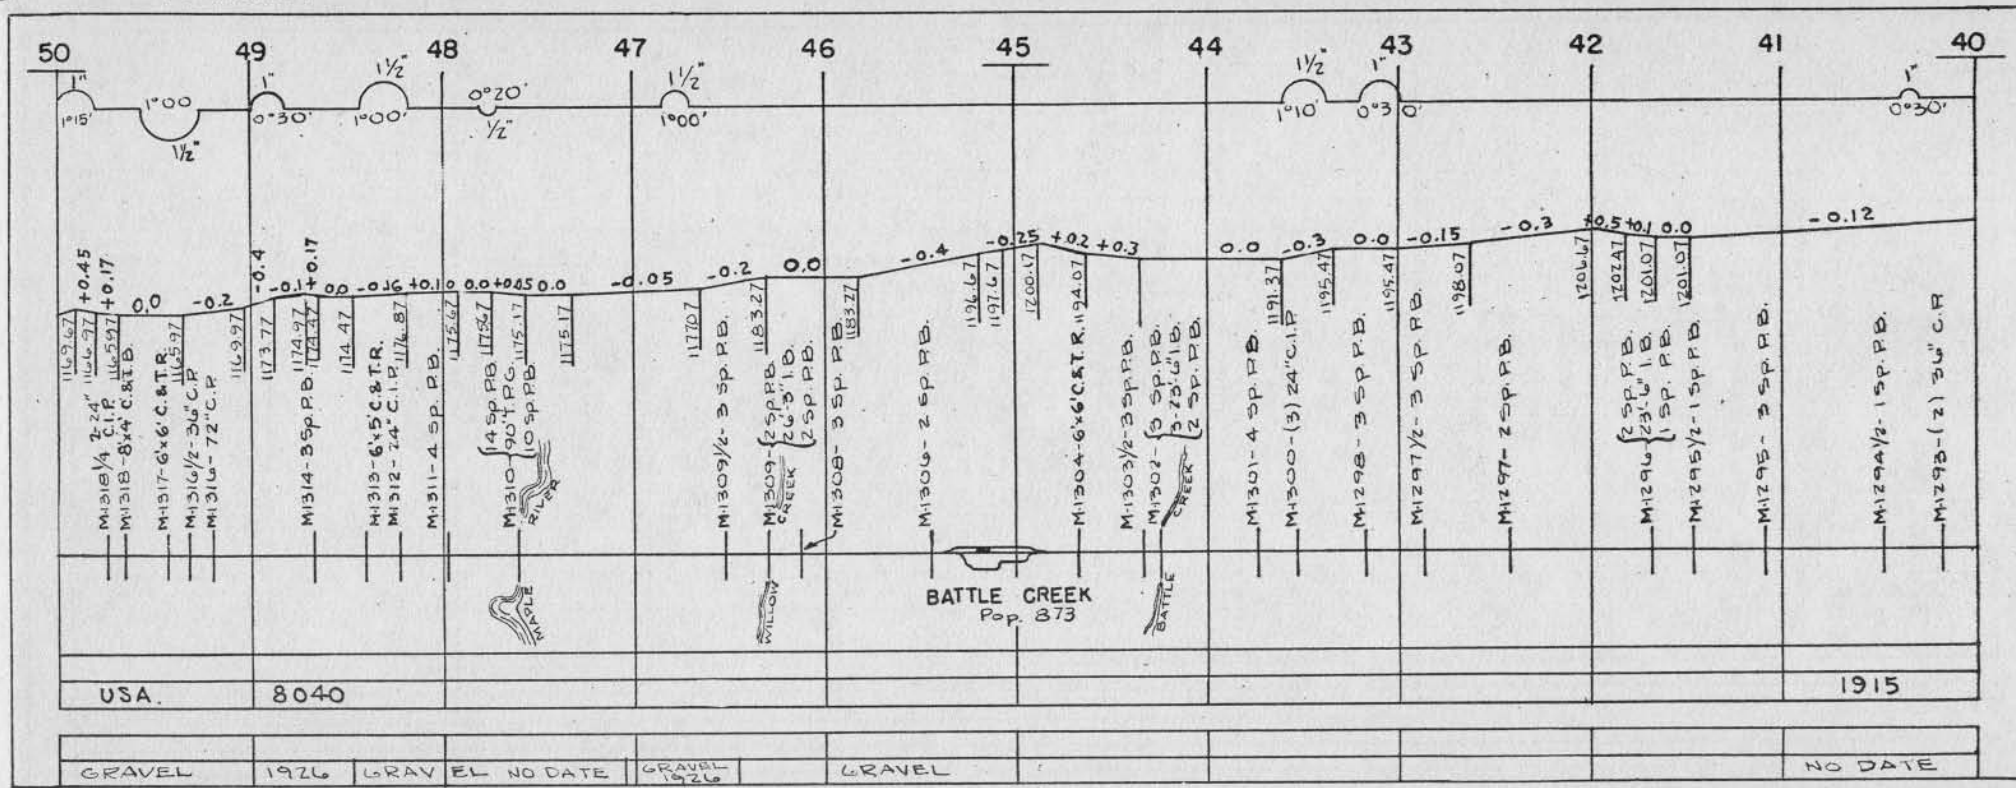 50 49 48 47 46 45 44 43 42 41 40
1" 1°00 1" 1½" 0°20' 1½" 1½" 1" 1"
1°15' 1½" 0°30' 1°00' ½" 1°00' 1°10' 0°30' 0°30'
+0.45 +0.17 0.0 -0.2 -0.4 -0.1 +0.17 0.0 -0.16 +0.10 0.0 +0.05 0.0 -0.05 -0.2 0.0 -0.4 -0.25 +0.2 +0.3 0.0 -0.3 0.0 -0.15 -0.3 +0.5 +0.1 0.0 -0.12
1169.67 1166.97 1165.97 1165.97 1169.97 1173.77 1174.97 1174.47 1174.47 1176.87 1175.67 1175.67 1175.17 1175.17 1177.07 1183.27 1183.27 1196.67 1197.67 1200.17 1194.07 1191.37 1195.47 1195.47 1198.07 1206.67 1202.47 1201.07 1201.07
M-1318¼ 2-24" C.I.P.
M-1318-8'x4' C.&T.B.
M-1317-6'x6' C.&T.R.
M-1316½-36" C.P
M-1316-72" C.P.
M-1314-3 Sp. P.B.
M-1313-6'x5' C.&T.R.
M-1312-24" C.I.P.
M-1311-4 Sp. P.B
M-1310-
14 Sp. P.B
90' T.P.G.
10 Sp. P.B
RIVER
M-1309½-3 Sp. P.B.
M-1309-
2 Sp. P.B.
26'-3" I.B.
2 Sp. P.B.
CREEK
M-1308-3 Sp. P.B.
M-1306-2 Sp. P.B.
M-1304-6'x6' C.&T.R.
M-1303½-3 Sp. P.B.
M-1302-
3 Sp. P.B.
3-23'6" I.B.
2 Sp. P.B.
CREEK
M-1301-4 Sp. P.B.
M-1300-(3) 24" C.I.P
M-1298-3 Sp. P.B.
M-1297½-3 Sp. P.B.
M-1297-2 Sp. P.B.
M-1296-
2 Sp. P.B.
23'-6" I.B.
1 Sp. P.B.
M-1295½-1 Sp. P.B.
M-1295-3 Sp. P.B.
M-1294½-1 Sp. P.B.
M-1293-(2) 36" C.P.
MAPLE
WILLOW
BATTLE CREEK
Pop. 873
BATTLE
USA. 8040 1915
GRAVEL 1926 GRAVEL NO DATE GRAVEL 1926 GRAVEL NO DATE